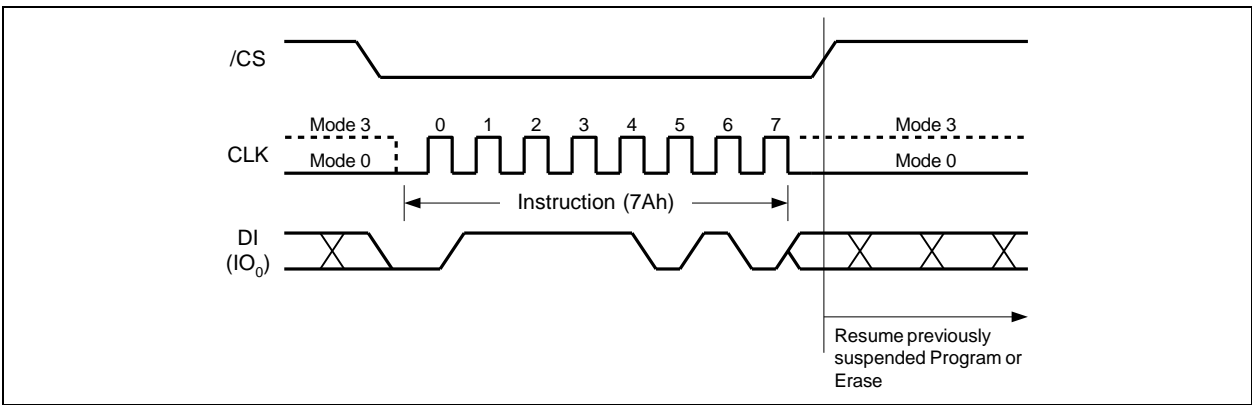 /CS
Mode 3 0 1 2 3 4 5 6 7 Mode 3
CLK
Mode 0 Mode 0
Instruction (7Ah)
DI
(IO0)
Resume previously
suspended Program or
Erase